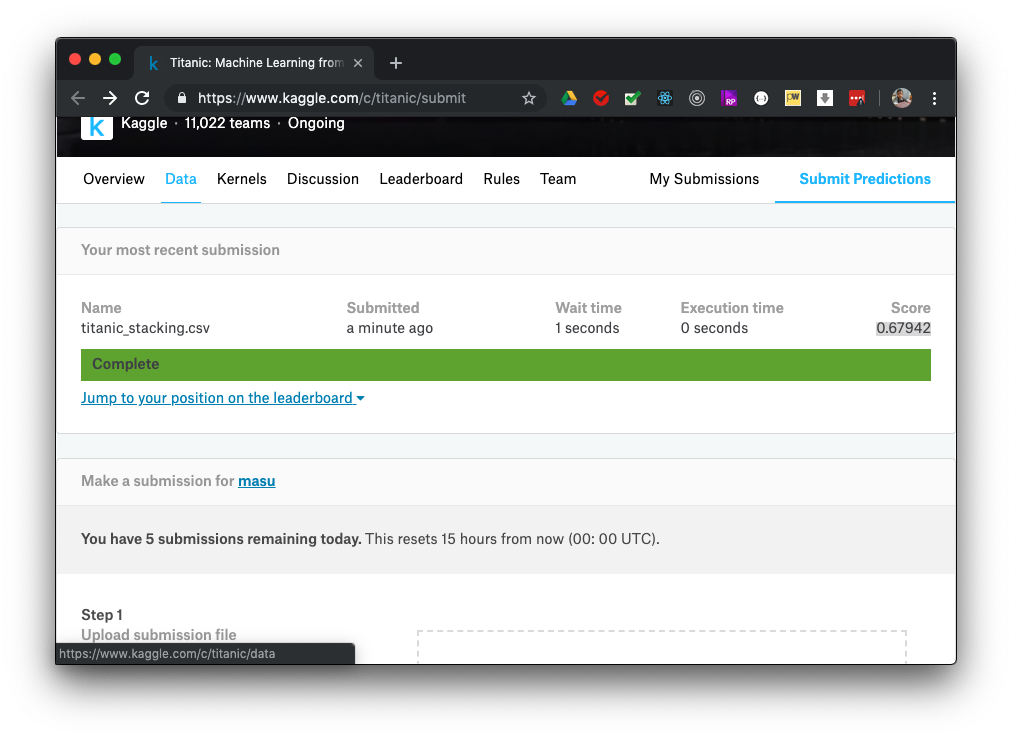 Titanic: Machine Learning from
https://www.kaggle.com/c/titanic/submit
Kaggle · 11,022 teams · Ongoing
Overview Data Kernels Discussion Leaderboard Rules Team My Submissions Submit Predictions
Your most recent submission
Name Submitted Wait time Execution time Score
titanic_stacking.csv a minute ago 1 seconds 0 seconds 0.67942
Complete
Jump to your position on the leaderboard
Make a submission for masu
You have 5 submissions remaining today. This resets 15 hours from now (00: 00 UTC).
Step 1
Upload submission file
https://www.kaggle.com/c/titanic/data